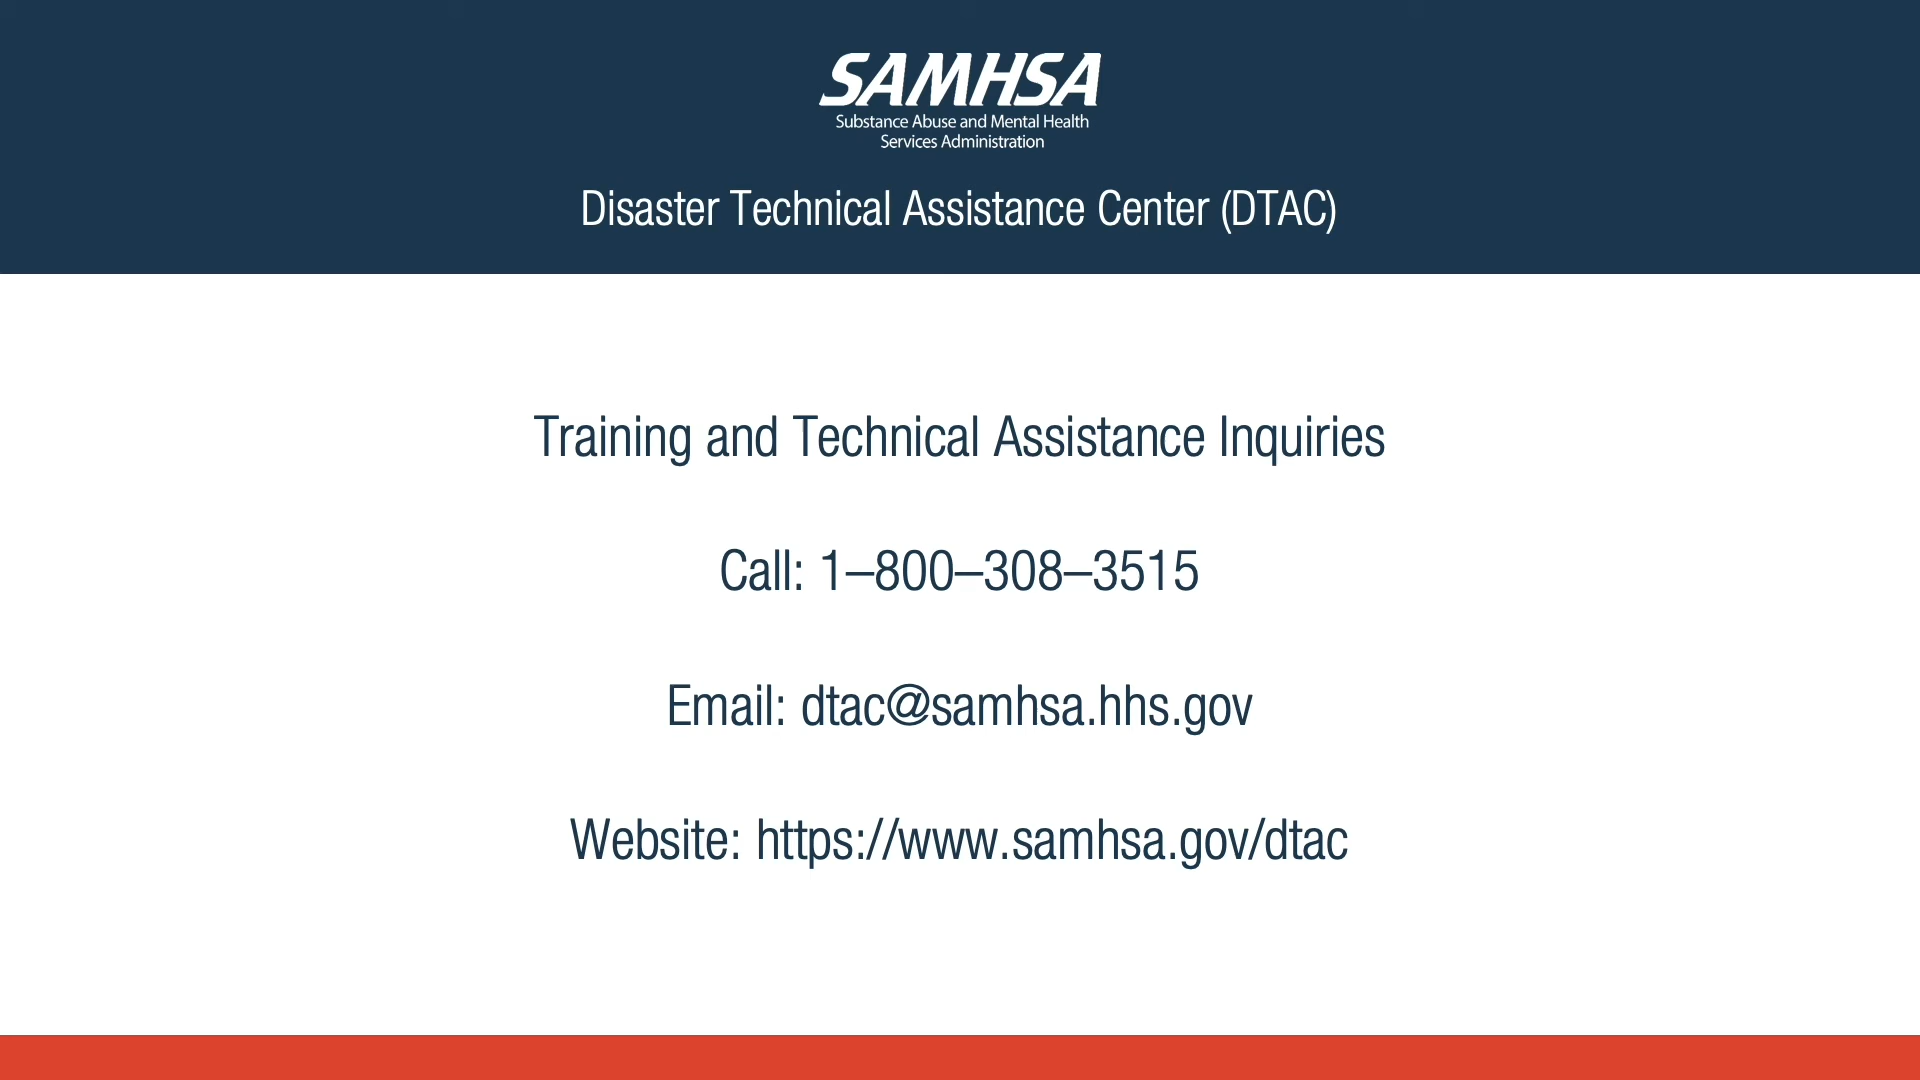 SAMHSA
Substance Abuse and Mental Health
Services Administration
Disaster Technical Assistance Center (DTAC)
Training and Technical Assistance Inquiries
Call: 1–800–308–3515
Email: dtac@samhsa.hhs.gov
Website: https://www.samhsa.gov/dtac